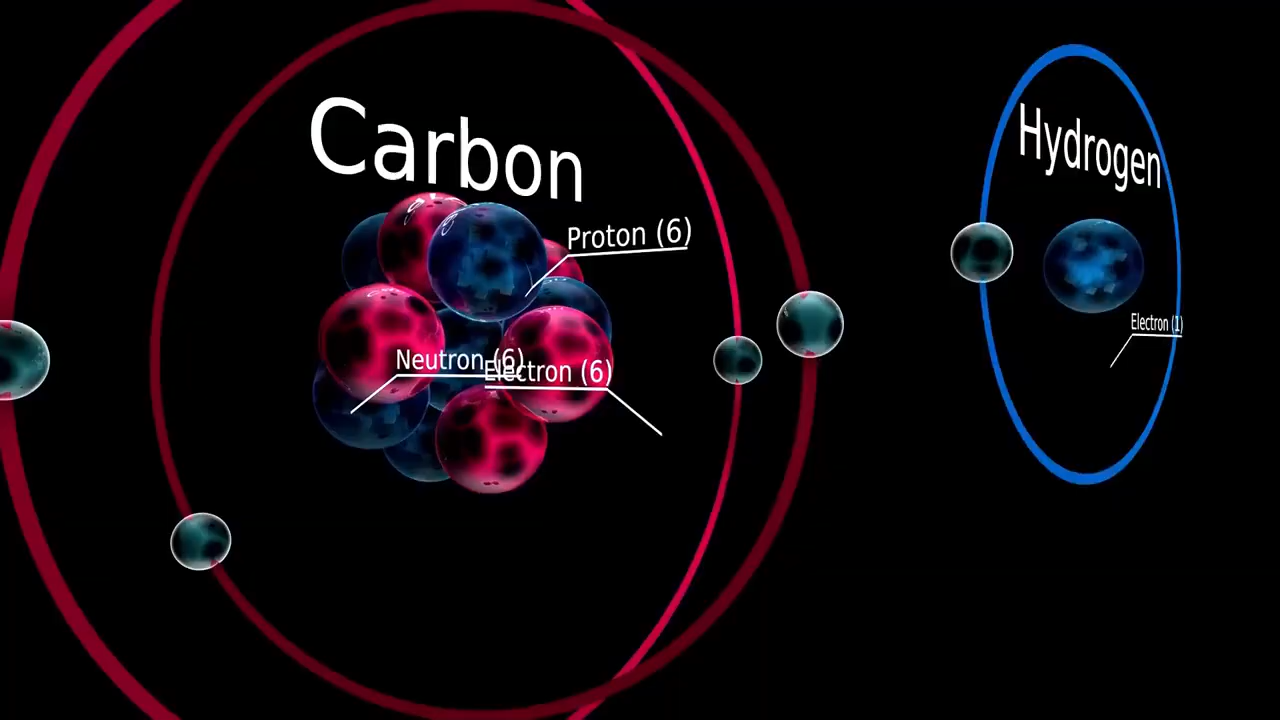 Carbon
Proton (6)
Neutron (6)
Electron (6)
Hydrogen
Electron (1)